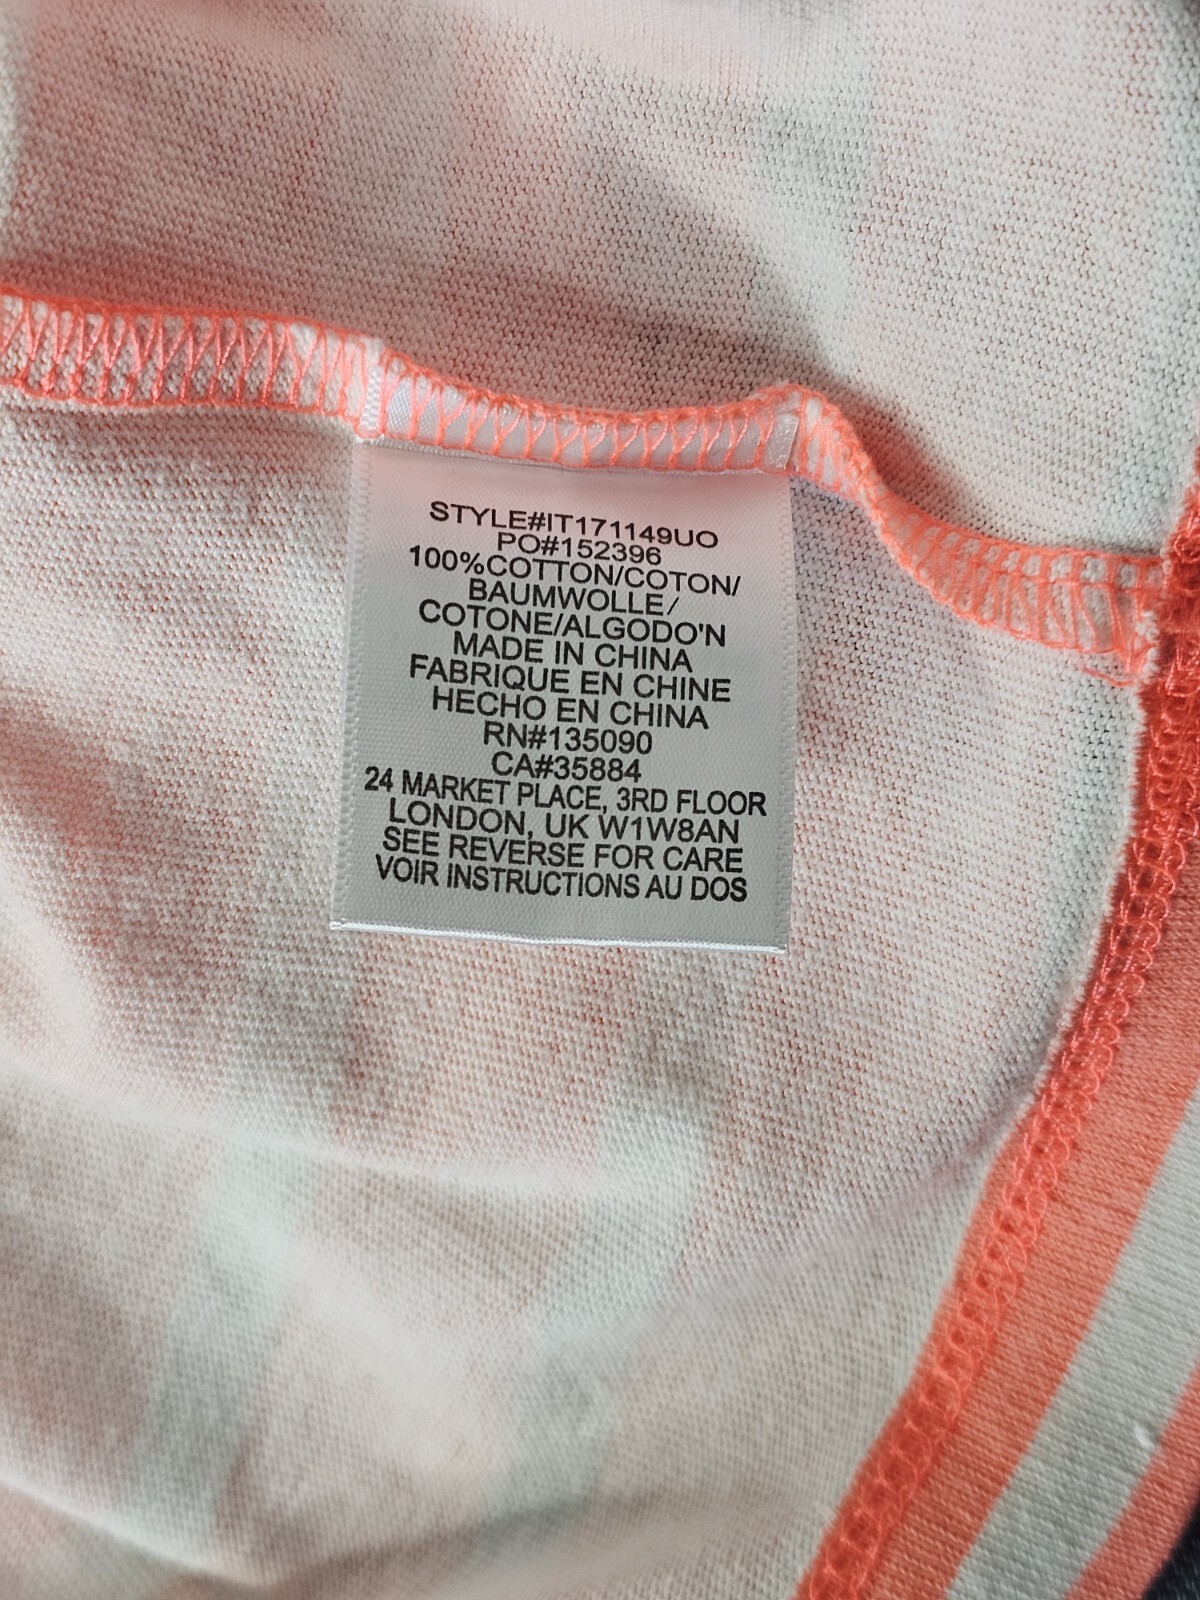 STYLE#IT171149UO
PO#152396
100%COTTON/COTON/
BAUMWOLLE/
COTONE/ALGODO'N
MADE IN CHINA
FABRIQUE EN CHINE
HECHO EN CHINA
RN#135090
CA#35884
24 MARKET PLACE, 3RD FLOOR
LONDON, UK W1W8AN
SEE REVERSE FOR CARE
VOIR INSTRUCTIONS AU DOS